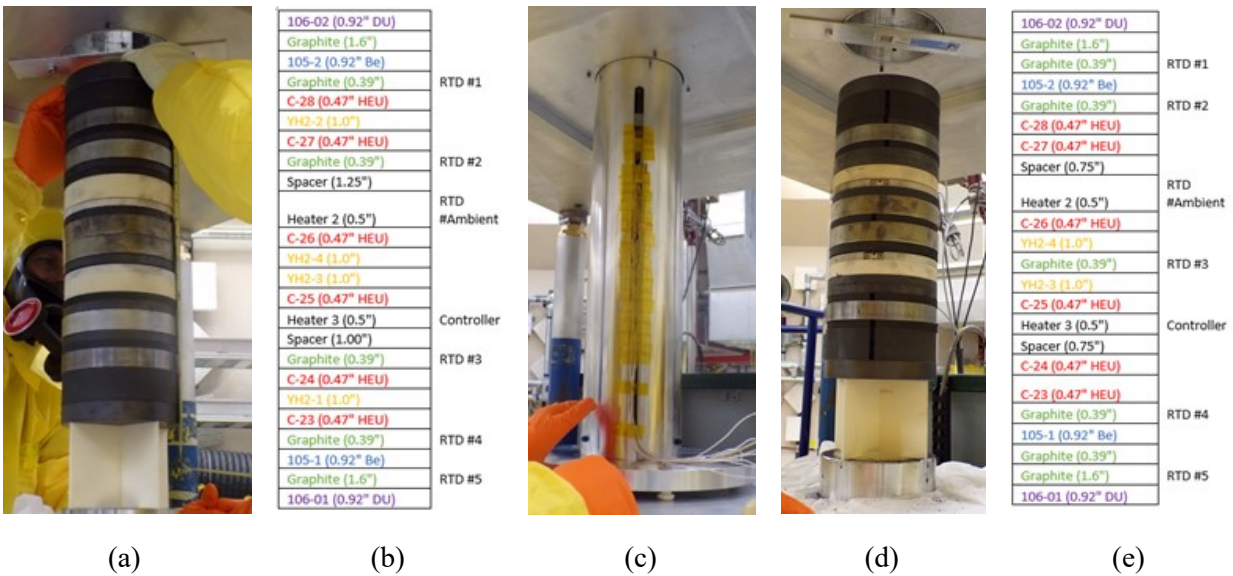 106-02 (0.92" DU)
Graphite (1.6")
105-2 (0.92" Be)
Graphite (0.39") RTD #1
C-28 (0.47" HEU)
YH2-2 (1.0")
C-27 (0.47" HEU)
Graphite (0.39") RTD #2
Spacer (1.25")
RTD
Heater 2 (0.5") #Ambient
C-26 (0.47" HEU)
YH2-4 (1.0")
YH2-3 (1.0")
C-25 (0.47" HEU)
Heater 3 (0.5") Controller
Spacer (1.00")
Graphite (0.39") RTD #3
C-24 (0.47" HEU)
YH2-1 (1.0")
C-23 (0.47" HEU)
Graphite (0.39") RTD #4
105-1 (0.92" Be)
Graphite (1.6") RTD #5
106-01 (0.92" DU)
106-02 (0.92" DU)
Graphite (1.6")
Graphite (0.39") RTD #1
105-2 (0.92" Be)
Graphite (0.39") RTD #2
C-28 (0.47" HEU)
C-27 (0.47" HEU)
Spacer (0.75")
RTD
Heater 2 (0.5") #Ambient
C-26 (0.47" HEU)
YH2-4 (1.0")
Graphite (0.39") RTD #3
YH2-3 (1.0")
C-25 (0.47" HEU)
Heater 3 (0.5") Controller
Spacer (0.75")
C-24 (0.47" HEU)
C-23 (0.47" HEU)
Graphite (0.39") RTD #4
105-1 (0.92" Be)
Graphite (0.39")
Graphite (1.6") RTD #5
106-01 (0.92" DU)
(a) (b) (c) (d) (e)